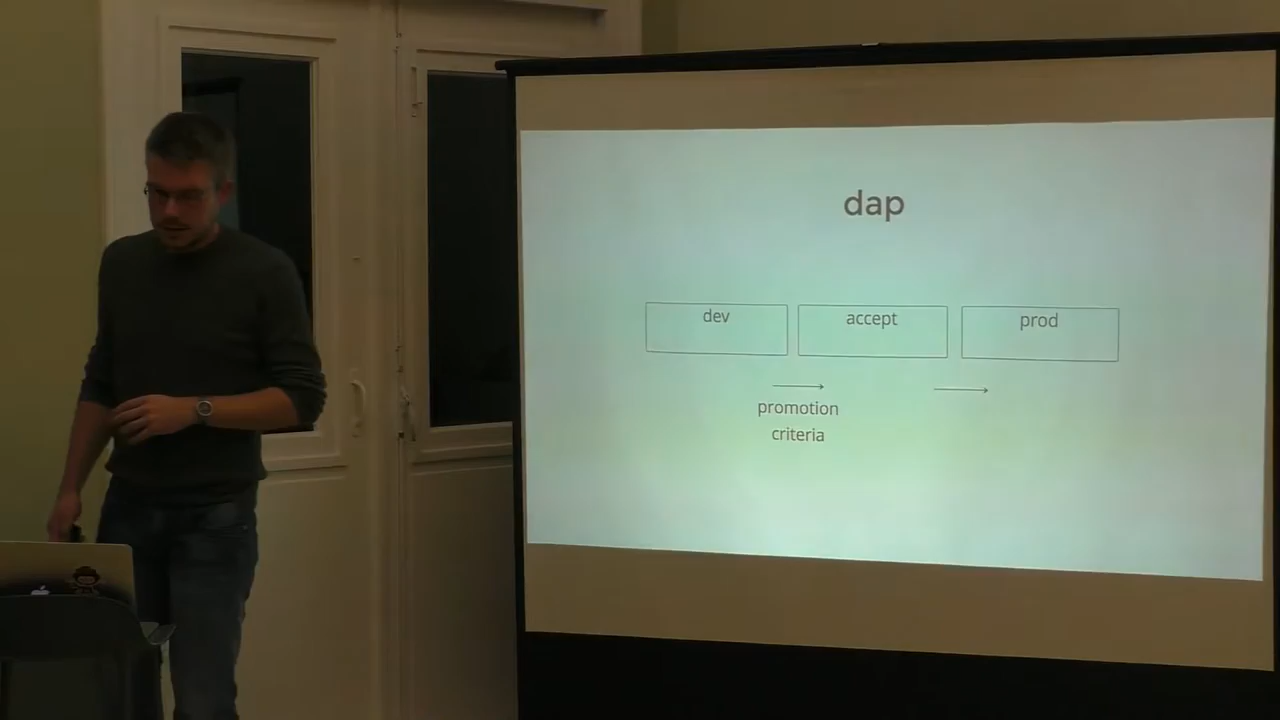 dap
dev
accept
prod
promotion
criteria